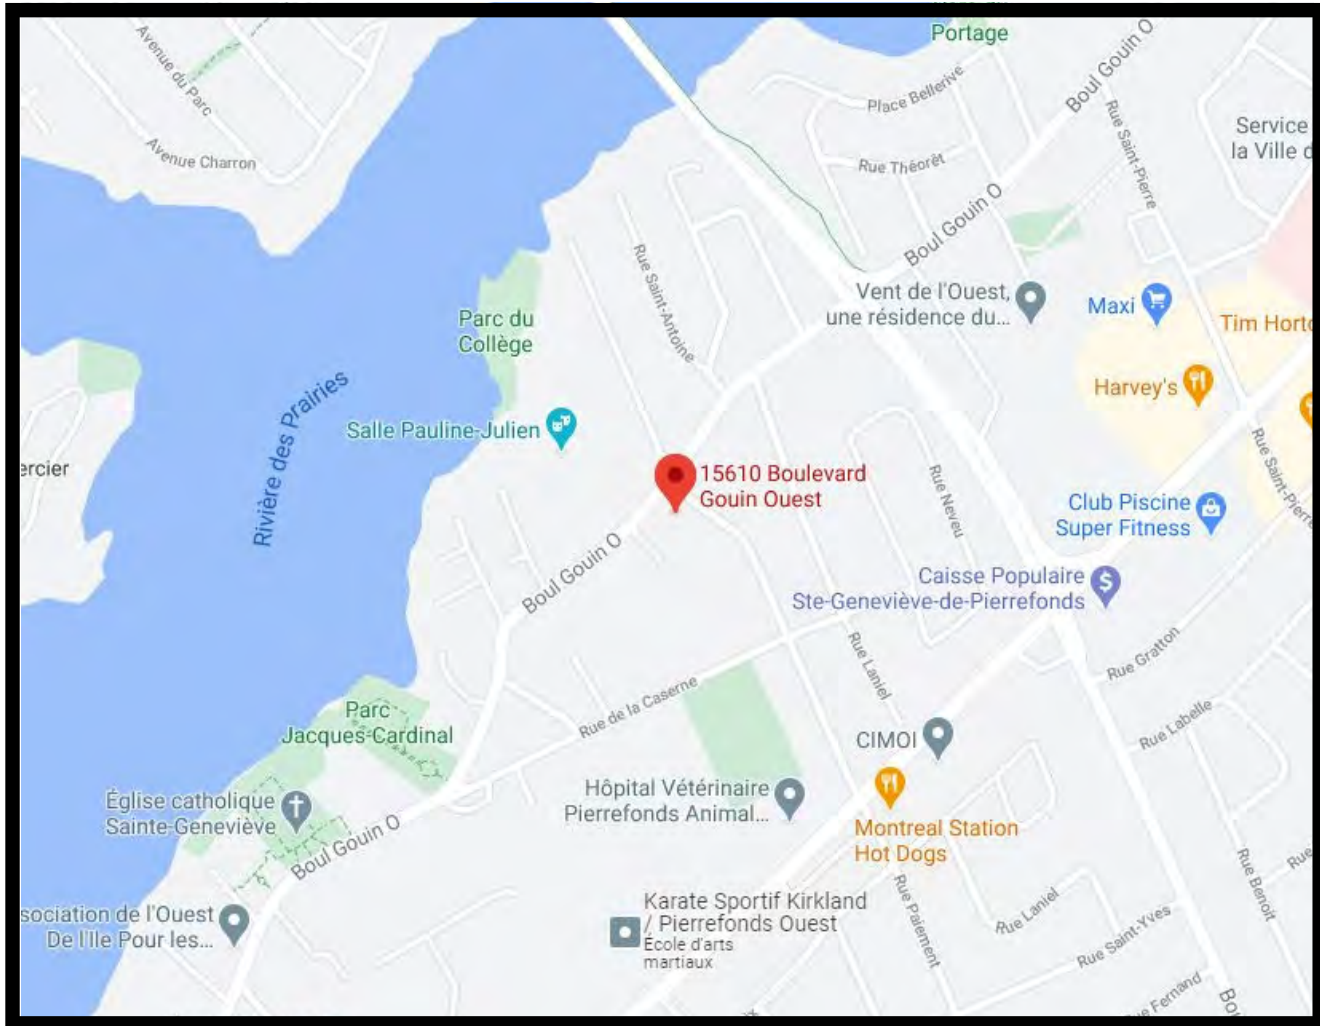 Portage
Boul Gouin O
Avenue du Parc
Place Bellerive
Rue Saint-Pierre
Service
la Ville d
Avenue Charron
Rue Théorêt
Boul Gouin O
Rue Saint-Antoine
Vent de l'Ouest,
une résidence du...
Maxi
Tim Horto
Parc du
Collège
Harvey's
Rivière des Prairies
Salle Pauline-Julien
ercier
15610 Boulevard
Gouin Ouest
Rue Neveu
Rue Saint-Pierre
Club Piscine
Super Fitness
Boul Gouin O
Caisse Populaire
Ste-Geneviève-de-Pierrefonds
Rue Laniel
Rue Gratton
Rue de la Caserne
Parc
Jacques-Cardinal
Rue Labelle
CIMOI
Hôpital Vétérinaire
Pierrefonds Animal...
Église catholique
Sainte-Geneviève
Boul Gouin O
Montreal Station
Hot Dogs
Rue Benoit
Rue
sociation de l'Ouest
De l'Ile Pour les...
Karate Sportif Kirkland
/ Pierrefonds Ouest
École d'arts
martiaux
Rue Paiement
Rue Laniel
Rue Saint-Yves
ue Fernand
Bou